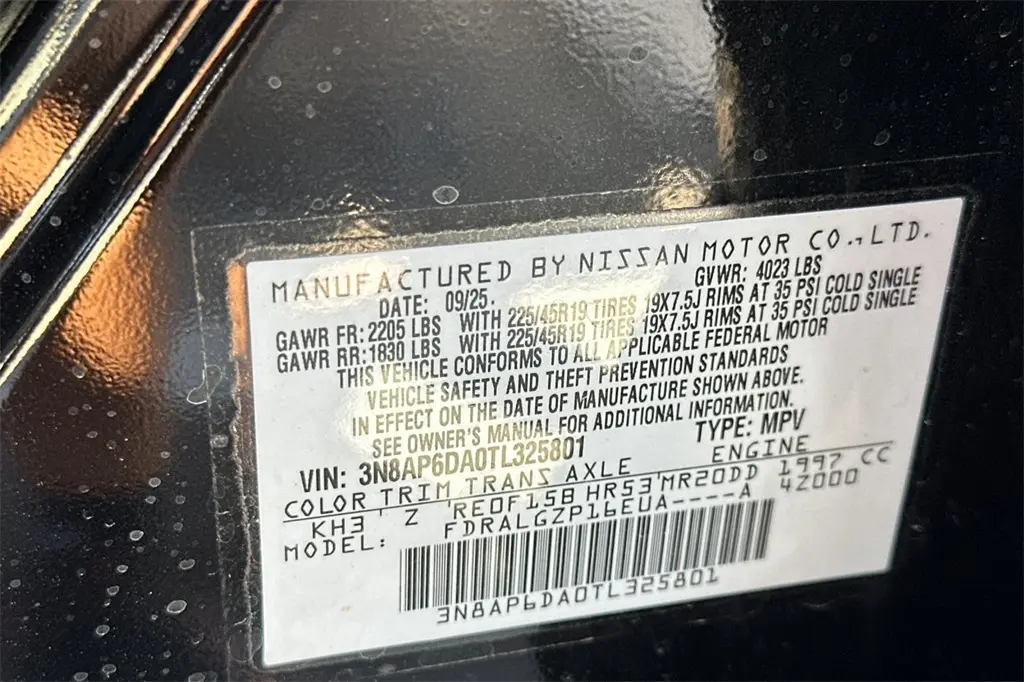 MANUFACTURED BY NISSAN MOTOR CO., LTD.
DATE: 09/25. GVWR: 4023 LBS
GAWR FR: 2205 LBS WITH 225/45R19 TIRES 19X7.5J RIMS AT 35 PSI COLD SINGLE
GAWR RR: 1830 LBS WITH 225/45R19 TIRES 19X7.5J RIMS AT 35 PSI COLD SINGLE
THIS VEHICLE CONFORMS TO ALL APPLICABLE FEDERAL MOTOR
VEHICLE SAFETY AND THEFT PREVENTION STANDARDS
IN EFFECT ON THE DATE OF MANUFACTURE SHOWN ABOVE.
SEE OWNER'S MANUAL FOR ADDITIONAL INFORMATION.
VIN: 3N8AP6DA0TL325801 TYPE: MPV
COLOR TRIM TRANS AXLE ENGINE
KH3 ' Z 'RE0F15B HR53'MR20DD 1997 CC
MODEL: FDRALGZP16EUA----A 42000
3N8AP6DA0TL325801